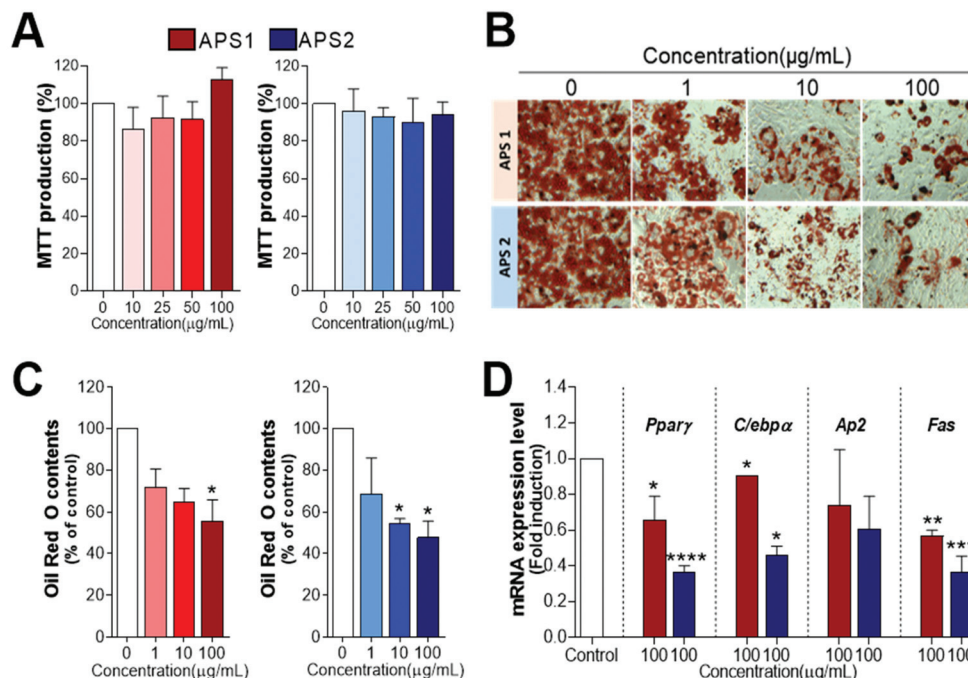 A
APS1 APS2
MTT production (%)
120
100
80
60
40
20
0
0 10 25 50 100
Concentration(µg/mL)
MTT production (%)
120
100
80
60
40
20
0
0 10 25 50 100
Concentration(µg/mL)
B
Concentration(µg/mL)
0 1 10 100
APS 1
APS 2
C
Oil Red O contents
(% of control)
120
100
80
60
40
20
0
*
0 1 10 100
Concentration(µg/mL)
Oil Red O contents
(% of control)
120
100
80
60
40
20
0
* *
0 1 10 100
Concentration(µg/mL)
D
mRNA expression level
(Fold induction)
1.4
1.2
1.0
0.8
0.6
0.4
0.2
0.0
Pparγ C/ebpα Ap2 Fas
* **** * * ** ***
Control 100 100 100 100 100 100 100 100
Concentration(µg/mL)